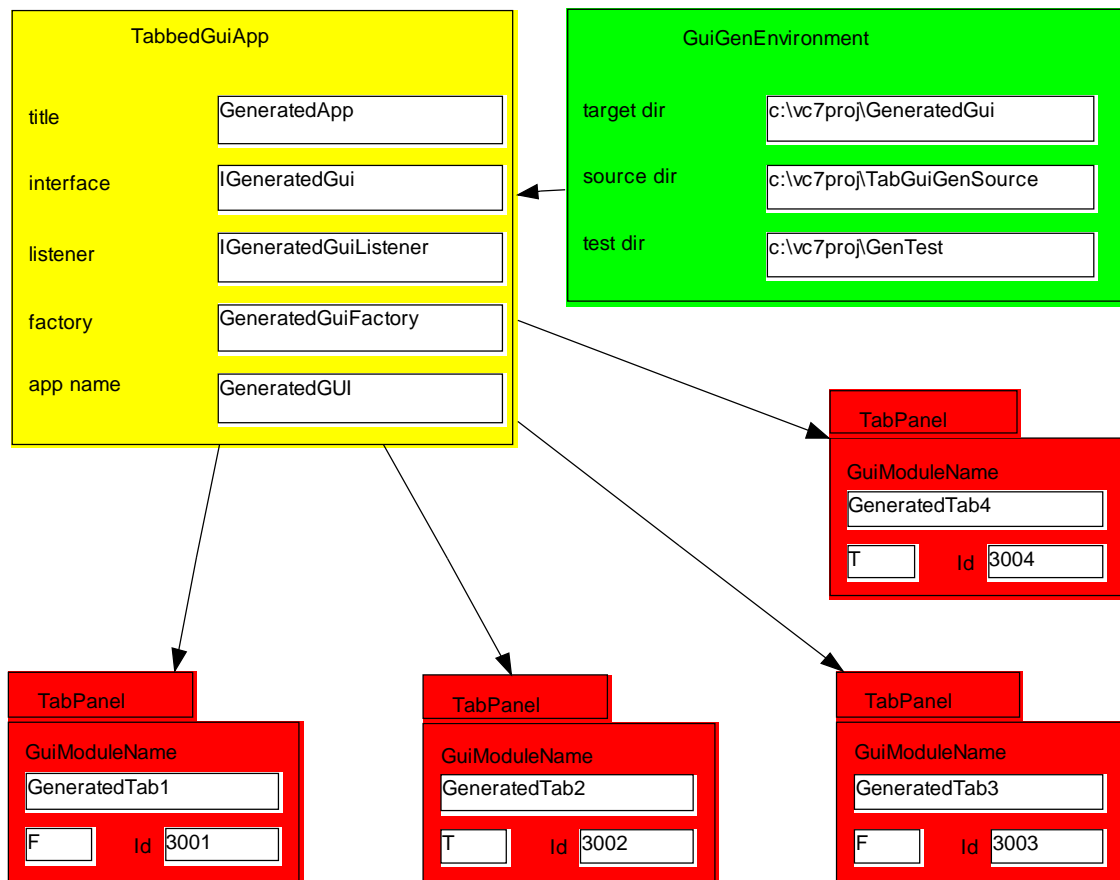 TabbedGuiApp
title
GeneratedApp
interface
IGeneratedGui
listener
IGeneratedGuiListener
factory
GeneratedGuiFactory
app name
GeneratedGUI
GuiGenEnvironment
target dir
c:\vc7proj\GeneratedGui
source dir
c:\vc7proj\TabGuiGenSource
test dir
c:\vc7proj\GenTest
TabPanel
GuiModuleName
GeneratedTab4
T Id 3004
TabPanel
GuiModuleName
GeneratedTab1
F Id 3001
TabPanel
GuiModuleName
GeneratedTab2
T Id 3002
TabPanel
GuiModuleName
GeneratedTab3
F Id 3003